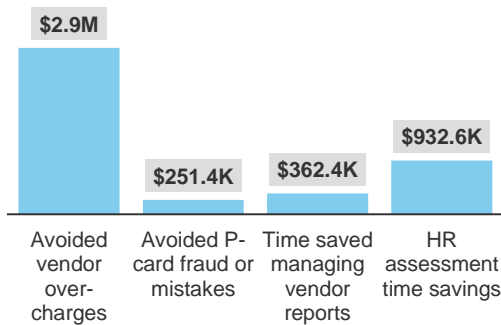 $2.9M
$251.4K
$362.4K
$932.6K
Avoided
vendor
over-
charges
Avoided P-
card fraud or
mistakes
Time saved
managing
vendor
reports
HR
assessment
time savings